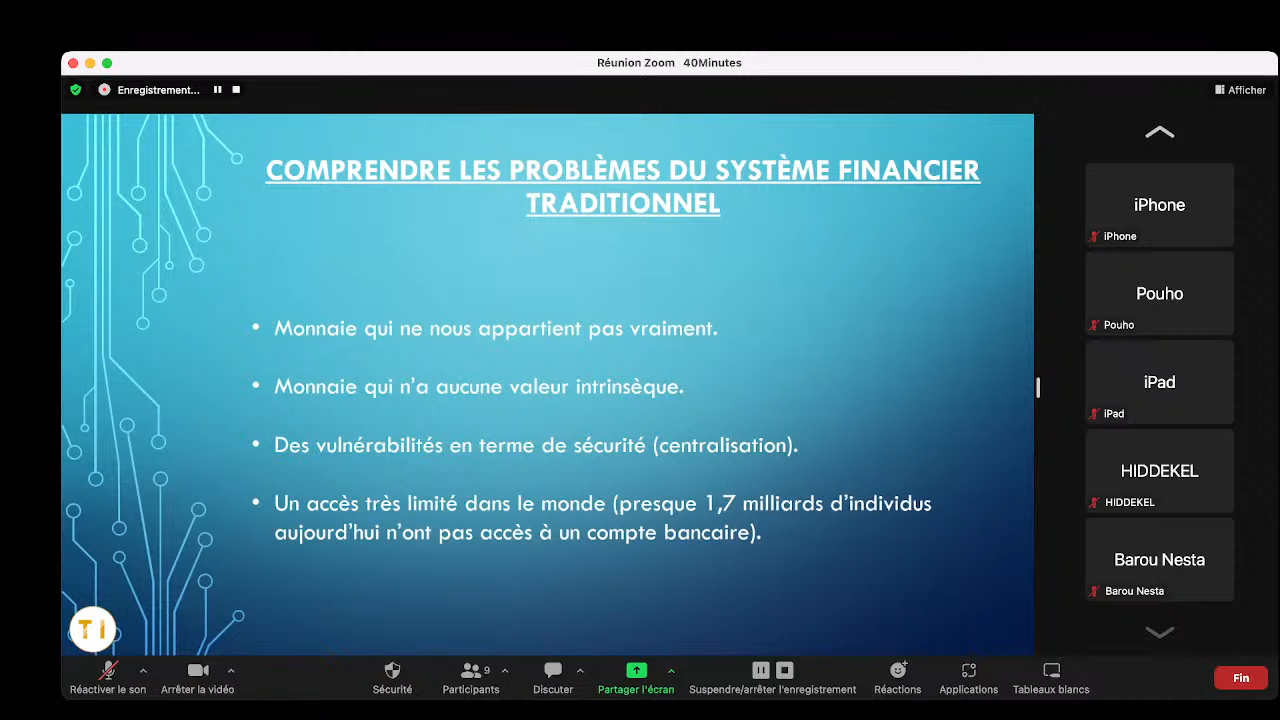 Réunion Zoom 40Minutes
Enregistrement...
Afficher
COMPRENDRE LES PROBLÈMES DU SYSTÈME FINANCIER
TRADITIONNEL
• Monnaie qui ne nous appartient pas vraiment.
• Monnaie qui n'a aucune valeur intrinsèque.
• Des vulnérabilités en terme de sécurité (centralisation).
• Un accès très limité dans le monde (presque 1,7 milliards d'individus
aujourd'hui n'ont pas accès à un compte bancaire).
TI
iPhone
iPhone
Pouho
Pouho
iPad
iPad
HIDDEKEL
HIDDEKEL
Barou Nesta
Barou Nesta
9
Réactiver le son
Arrêter la vidéo
Sécurité
Participants
Discuter
Partager l'écran
Suspendre/arrêter l'enregistrement
Réactions
Applications
Tableaux blancs
Fin